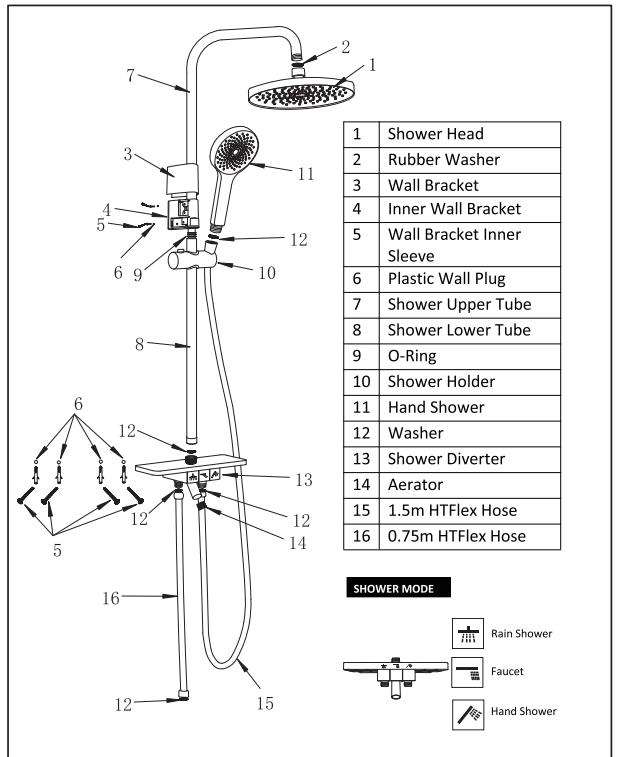 2
1
7
3
11
4
5
12
6
9
10
8
6
12
13
5
12
12
14
16
15
12
1 Shower Head
2 Rubber Washer
3 Wall Bracket
4 Inner Wall Bracket
5 Wall Bracket Inner
Sleeve
6 Plastic Wall Plug
7 Shower Upper Tube
8 Shower Lower Tube
9 O-Ring
10 Shower Holder
11 Hand Shower
12 Washer
13 Shower Diverter
14 Aerator
15 1.5m HTFlex Hose
16 0.75m HTFlex Hose
SHOWER MODE
Rain Shower
Faucet
Hand Shower